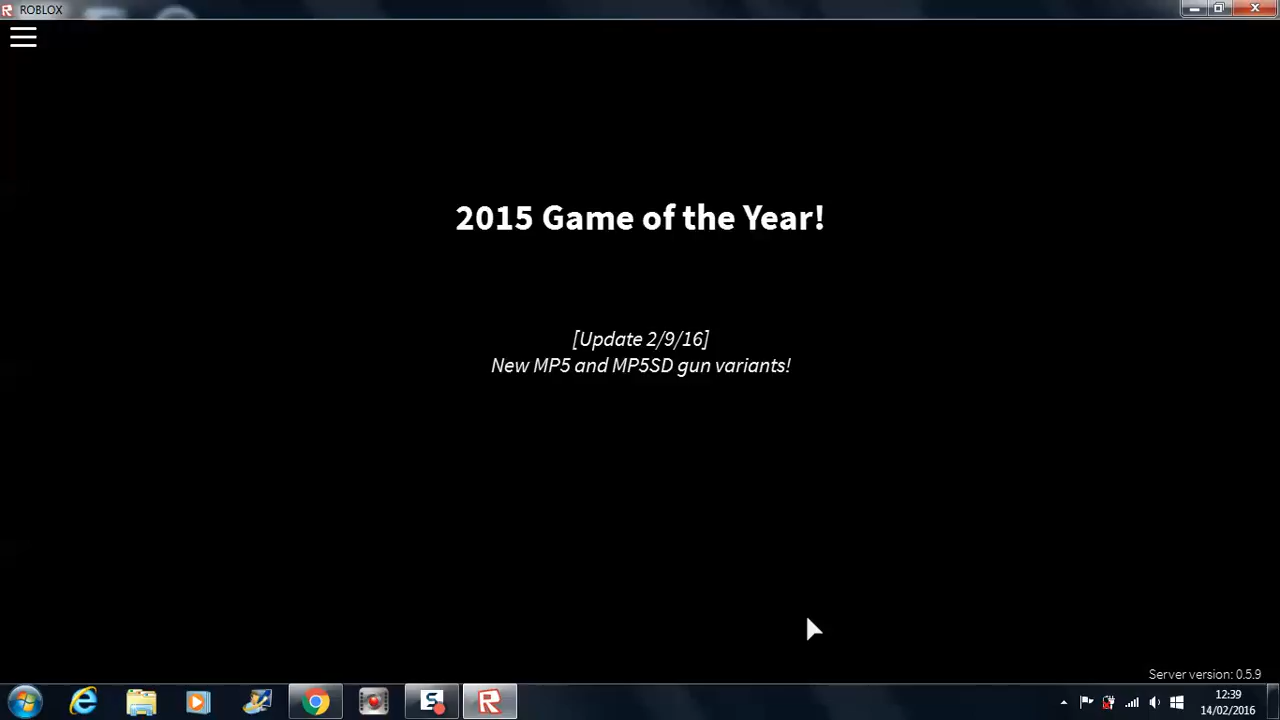 ROBLOX
2015 Game of the Year!
[Update 2/9/16]
New MP5 and MP5SD gun variants!
Server version: 0.5.9
12:39
14/02/2016